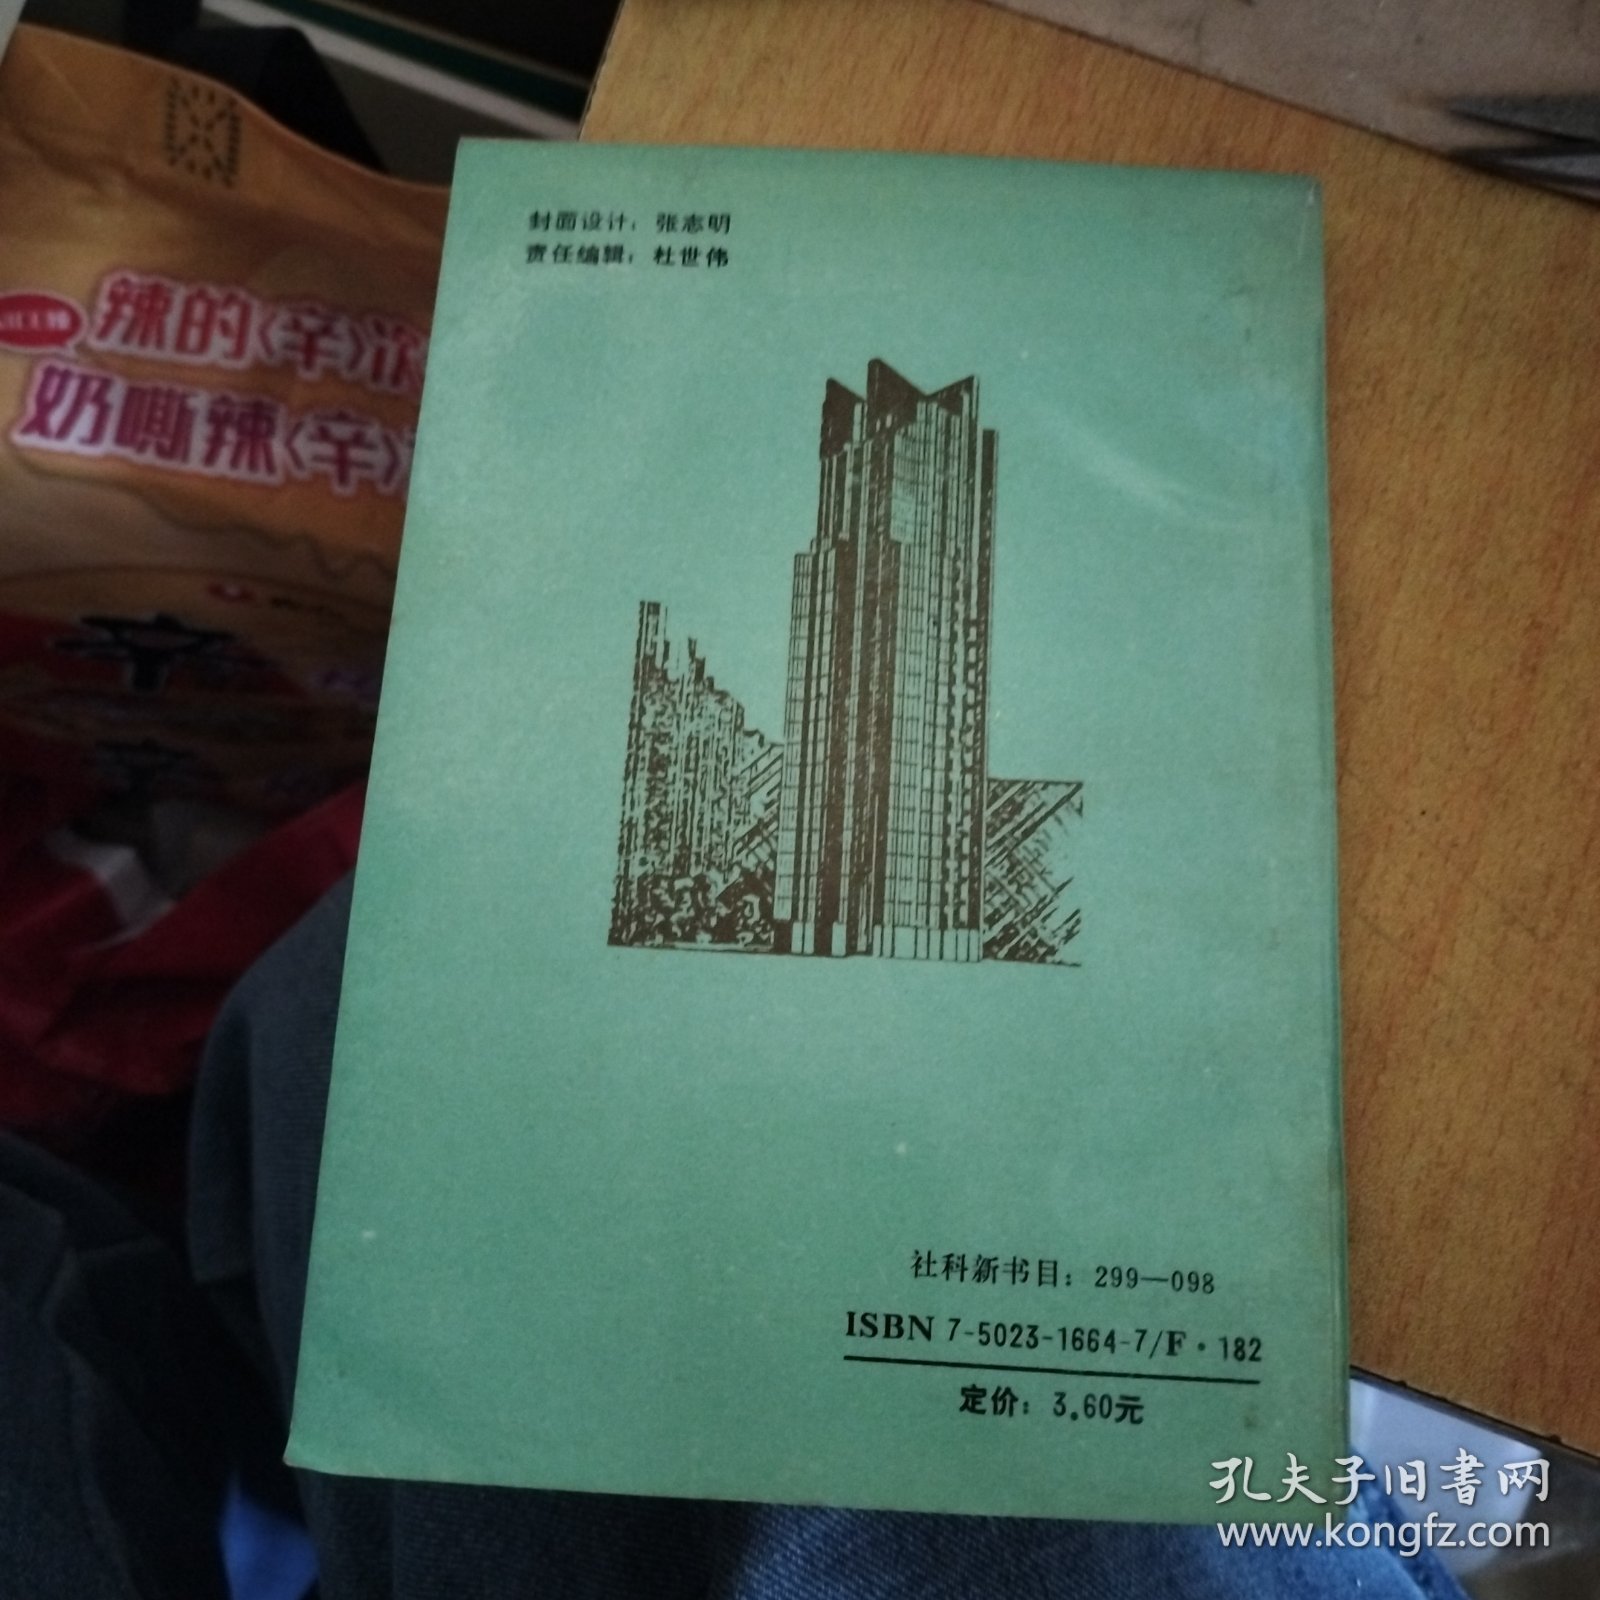 封面设计：张志明
责任编辑：杜世伟
辣的(辛)
奶嘶辣(辛)
社科新书目：299—098
ISBN 7-5023-1664-7/F·182
定价：3.60元
孔夫子旧书网
www.kongfz.com